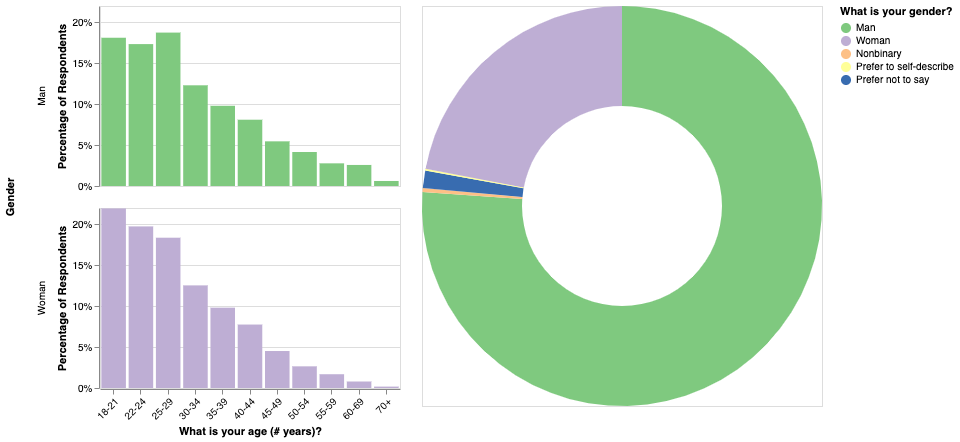 Gender
Man
Percentage of Respondents
20%
15%
10%
5%
0%
Woman
Percentage of Respondents
20%
15%
10%
5%
0%
18-21
22-24
25-29
30-34
35-39
40-44
45-49
50-54
55-59
60-69
70+
What is your age (# years)?
What is your gender?
Man
Woman
Nonbinary
Prefer to self-describe
Prefer not to say